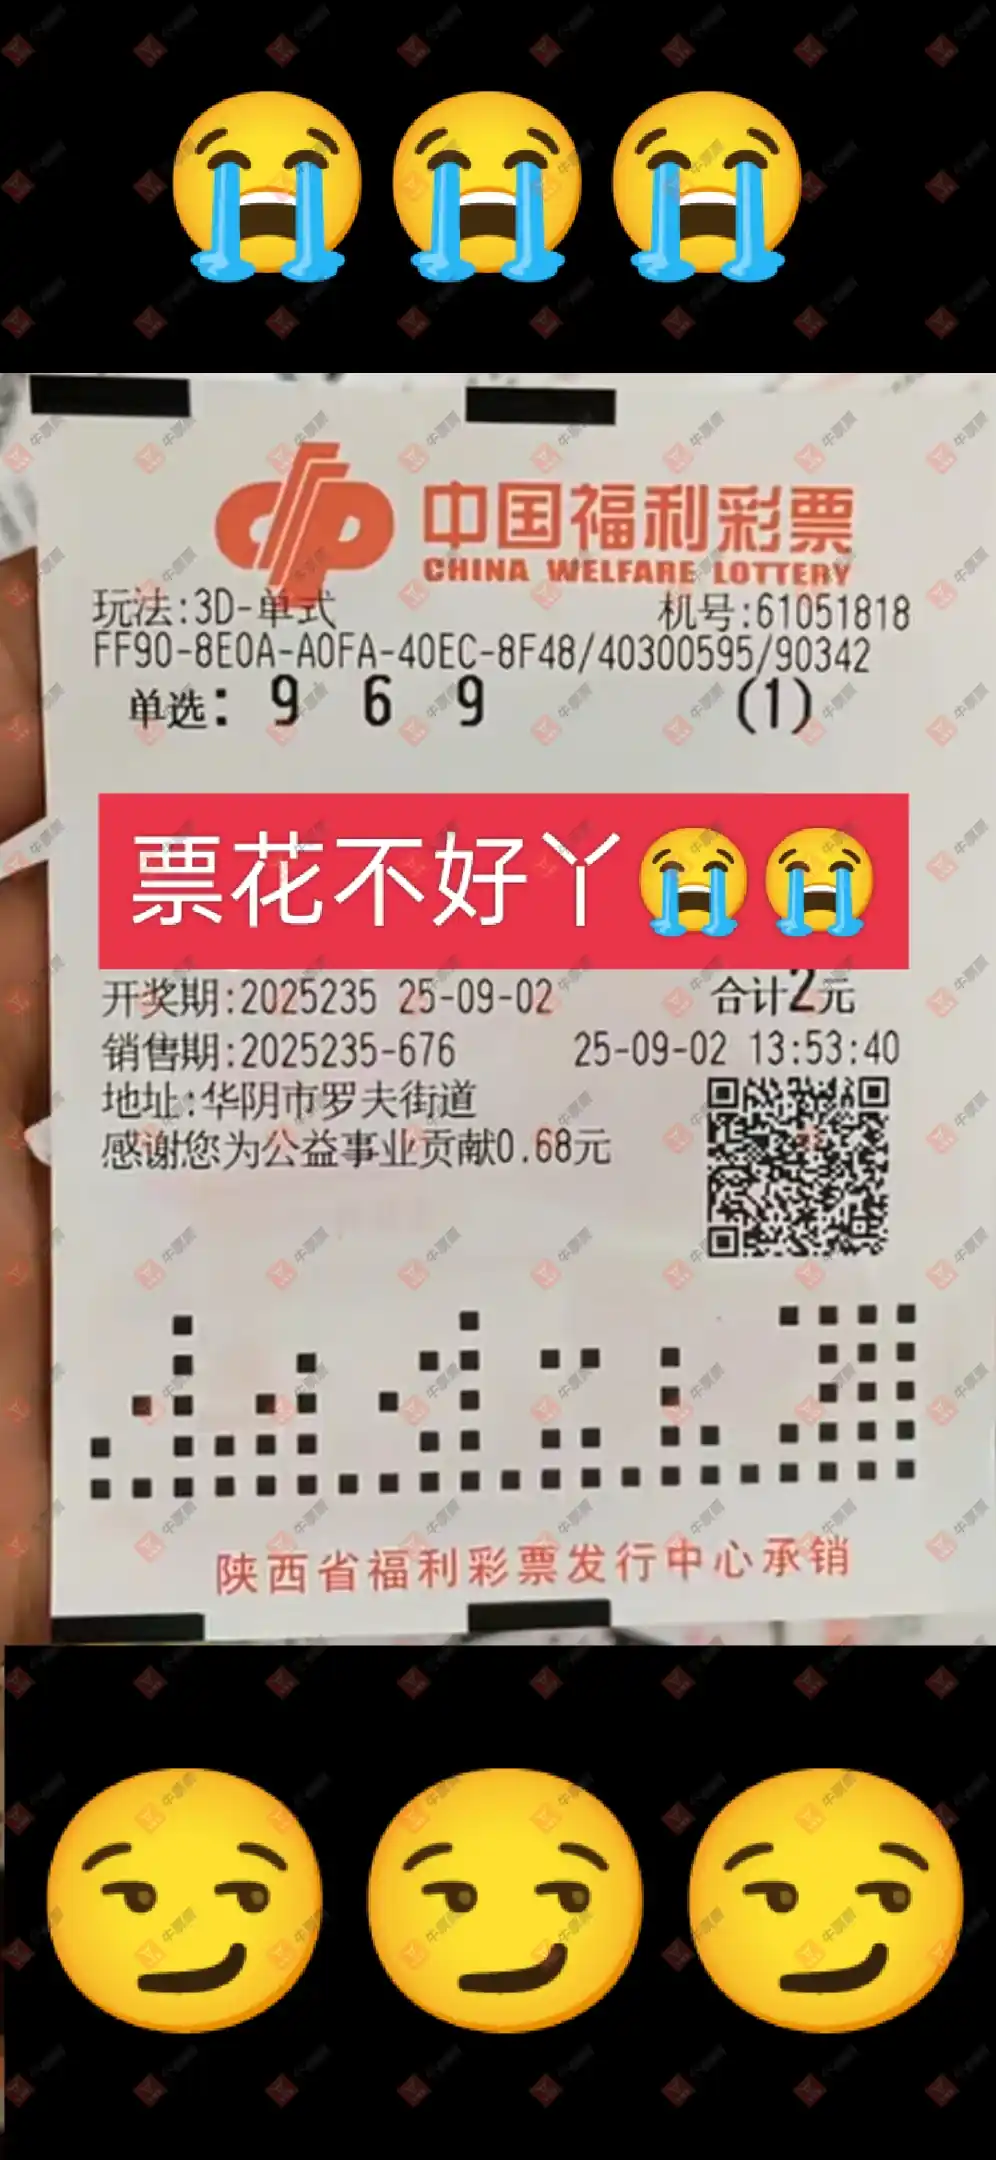 中国福利彩票
CHINA WELFARE LOTTERY
玩法:3D-单式 机号:61051818
FF90-8E0A-A0FA-40EC-8F48/40300595/90342
单选: 9 6 9 (1)
票花不好丫😭😭
开奖期:2025235 25-09-02 合计2元
销售期:2025235-676 25-09-02 13:53:40
地址:华阴市罗夫街道
感谢您为公益事业贡献0.68元
陕西省福利彩票发行中心承销